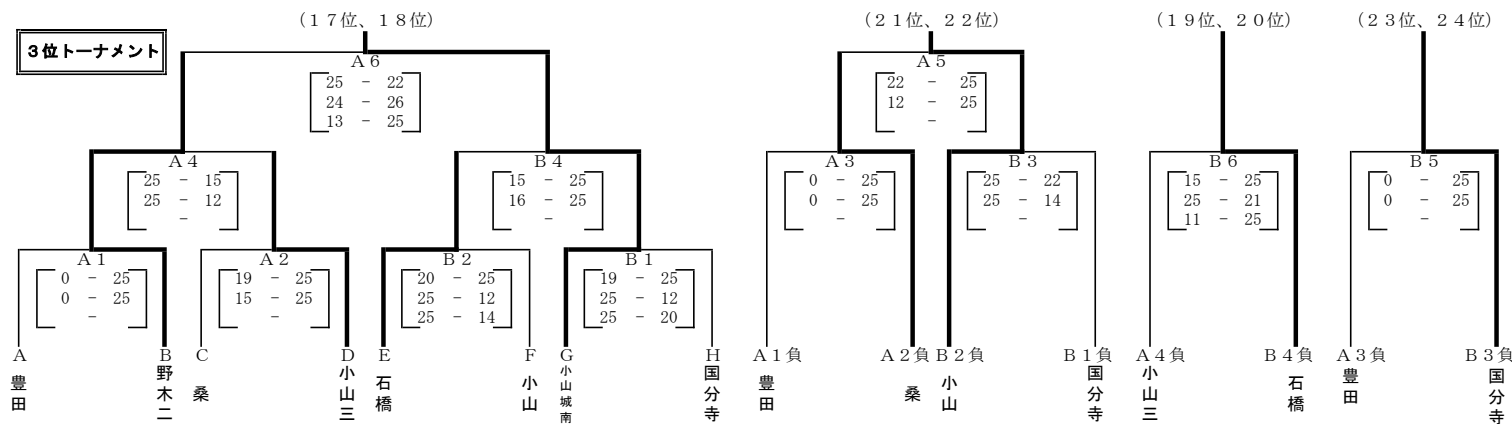 (１７位、１８位) (２１位、２２位) (１９位、２０位) (２３位、２４位)
３位トーナメント
Ａ６ Ａ５
25 - 22 22 - 25
24 - 26 12 - 25
13 - 25 -
Ａ４ Ｂ４ Ａ３ Ｂ３ Ｂ６ Ｂ５
25 - 15 15 - 25 0 - 25 25 - 22 15 - 25 0 - 25
25 - 12 16 - 25 0 - 25 25 - 14 25 - 21 0 - 25
- - - - 11 - 25 -
Ａ１ Ａ２ Ｂ２ Ｂ１
0 - 25 19 - 25 20 - 25 19 - 25
0 - 25 15 - 25 25 - 12 25 - 12
- - 25 - 14 25 - 20
Ａ Ｂ Ｃ Ｄ Ｅ Ｆ Ｇ Ｈ Ａ１負 Ａ２負 Ｂ２負 Ｂ１負 Ａ４負 Ｂ４負 Ａ３負 Ｂ３負
豊田 野木二 桑 小山三 石橋 小山 小山城南 国分寺 豊田 桑 小山 国分寺 小山三 石橋 豊田 国分寺